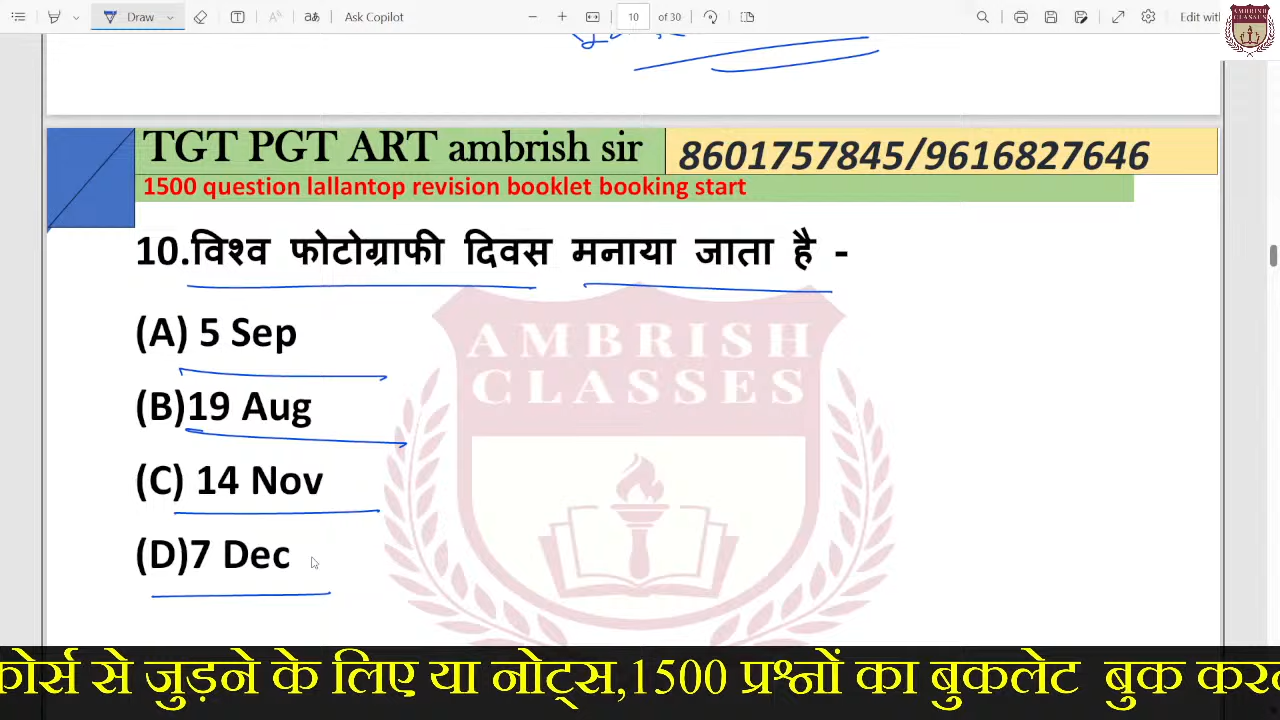 Draw
Ask Copilot
10 of 30
Edit with
AMBRISH CLASSES
TGT PGT ART ambrish sir 8601757845/9616827646
1500 question lallantop revision booklet booking start
10.विश्व फोटोग्राफी दिवस मनाया जाता है -
(A) 5 Sep
(B)19 Aug
(C) 14 Nov
(D)7 Dec
AMBRISH
CLASSES
कोर्स से जुड़ने के लिए या नोट्स,1500 प्रश्नों का बुकलेट बुक